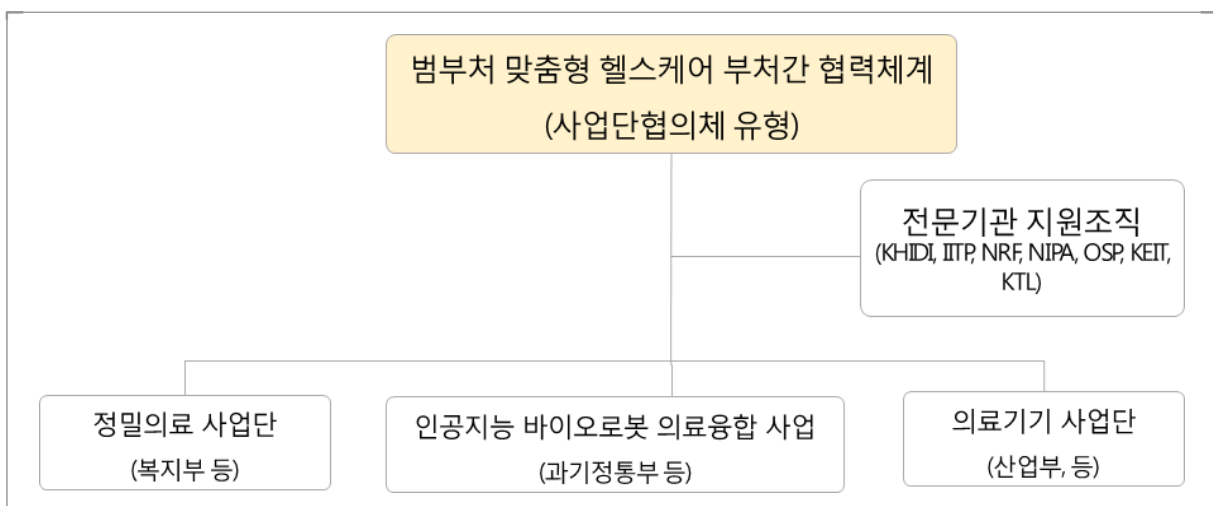 범부처 맞춤형 헬스케어 부처간 협력체계
(사업단협의체 유형)
전문기관 지원조직
(KHIDI, IITP, NRF, NIPA, OSP, KEIT,
KTL)
정밀의료 사업단
(복지부 등)
인공지능 바이오로봇 의료융합 사업
(과기정통부 등)
의료기기 사업단
(산업부, 등)